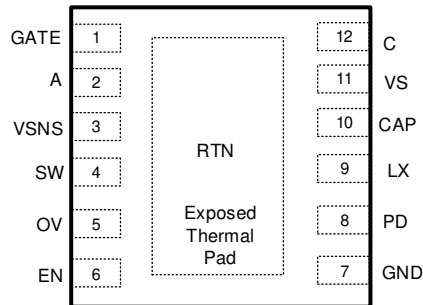 GATE 1
A 2
VSNS 3
SW 4
OV 5
EN 6
RTN
Exposed
Thermal
Pad
12 C
11 VS
10 CAP
9 LX
8 PD
7 GND